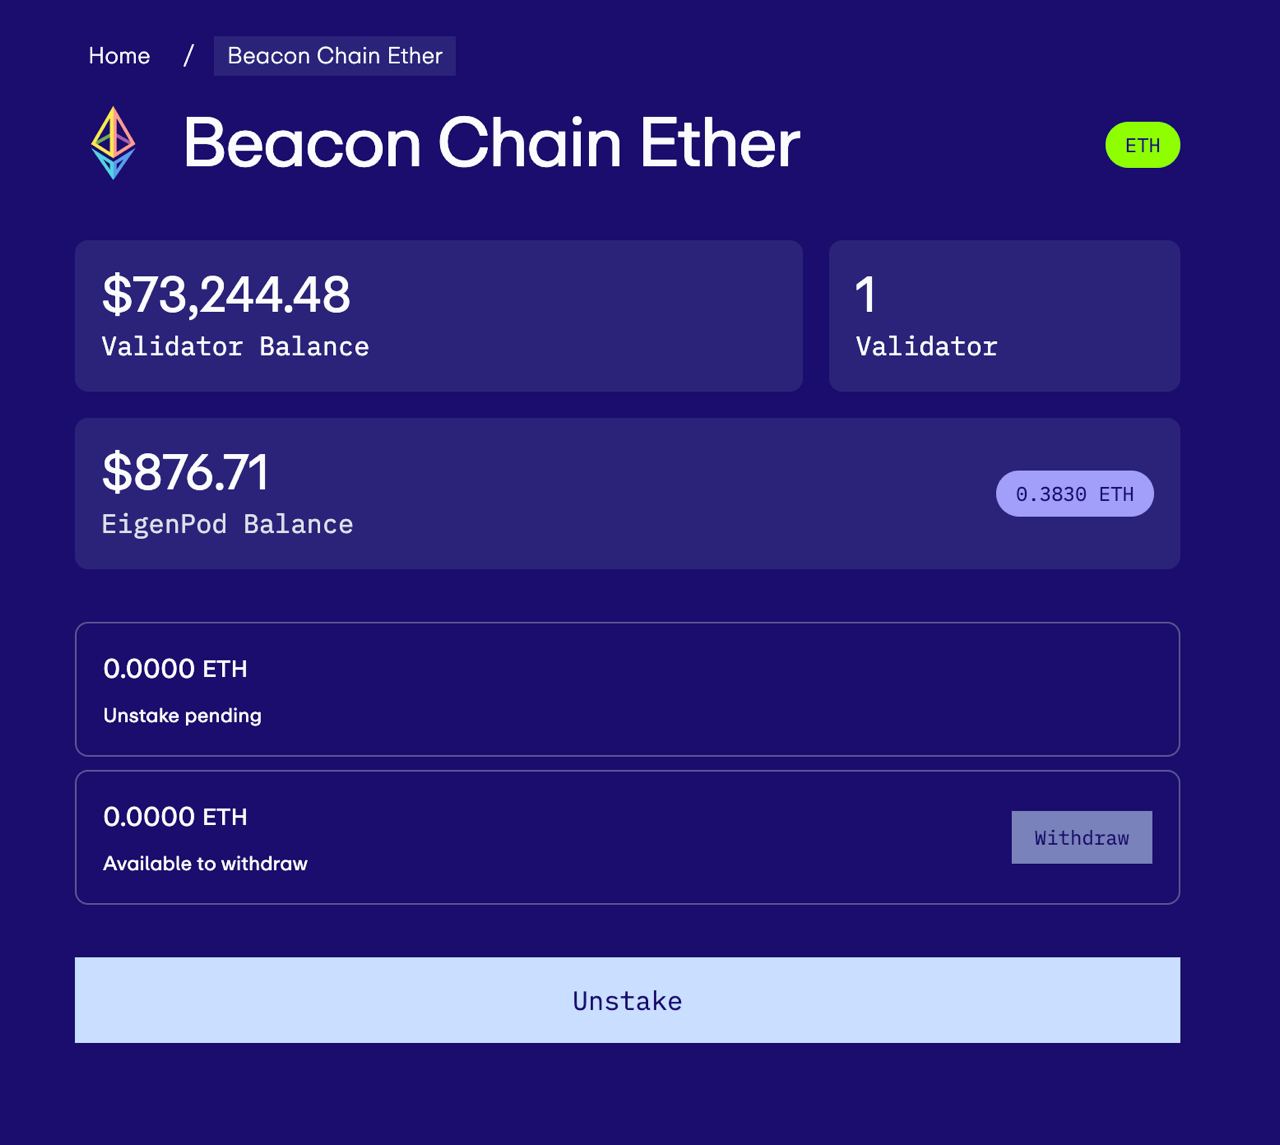 Home / Beacon Chain Ether
Beacon Chain Ether
ETH
$73,244.48
Validator Balance
1
Validator
$876.71
EigenPod Balance
0.3830 ETH
0.0000 ETH
Unstake pending
0.0000 ETH
Available to withdraw
Withdraw
Unstake